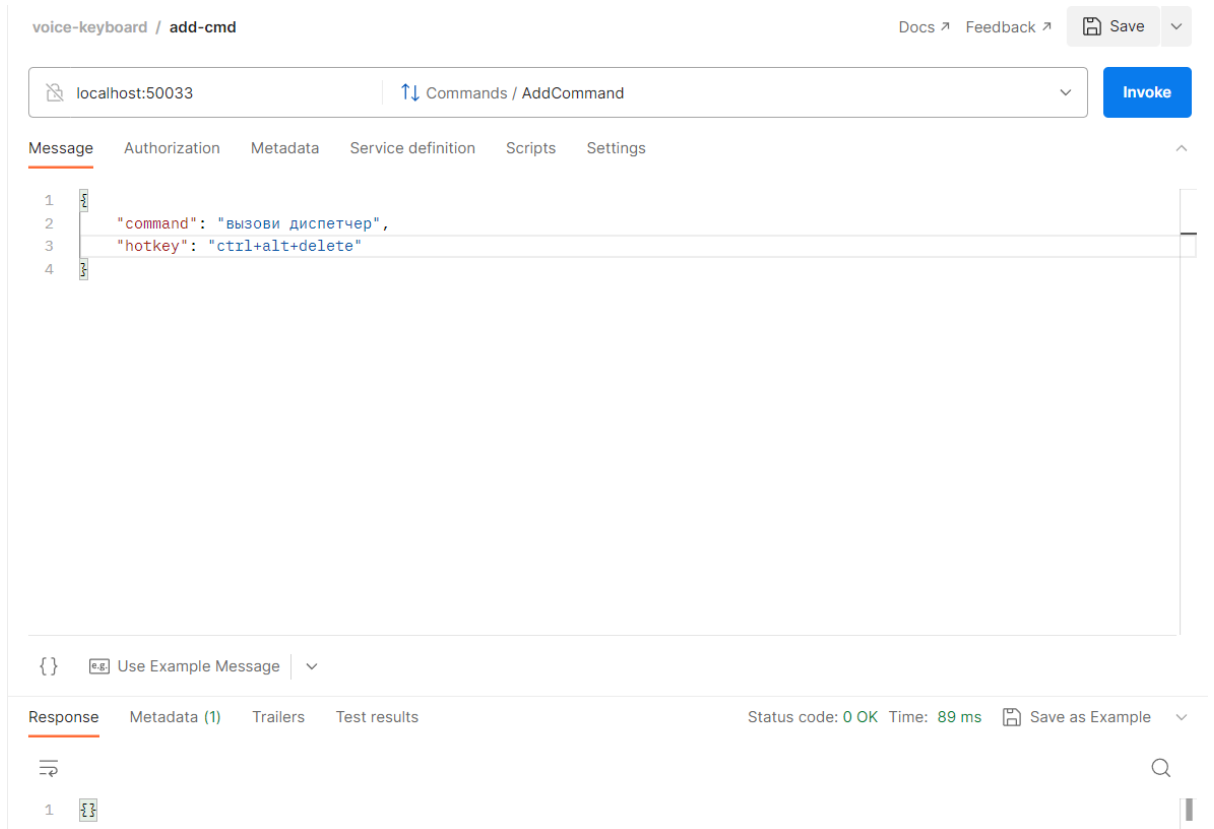 voice-keyboard / add-cmd Docs ↗ Feedback ↗ Save
localhost:50033 Commands / AddCommand Invoke
Message Authorization Metadata Service definition Scripts Settings
1 {
2 "command": "вызови диспетчер",
3 "hotkey": "ctrl+alt+delete"
4 }
{} e.g. Use Example Message
Response Metadata (1) Trailers Test results Status code: 0 OK Time: 89 ms Save as Example
1 {}